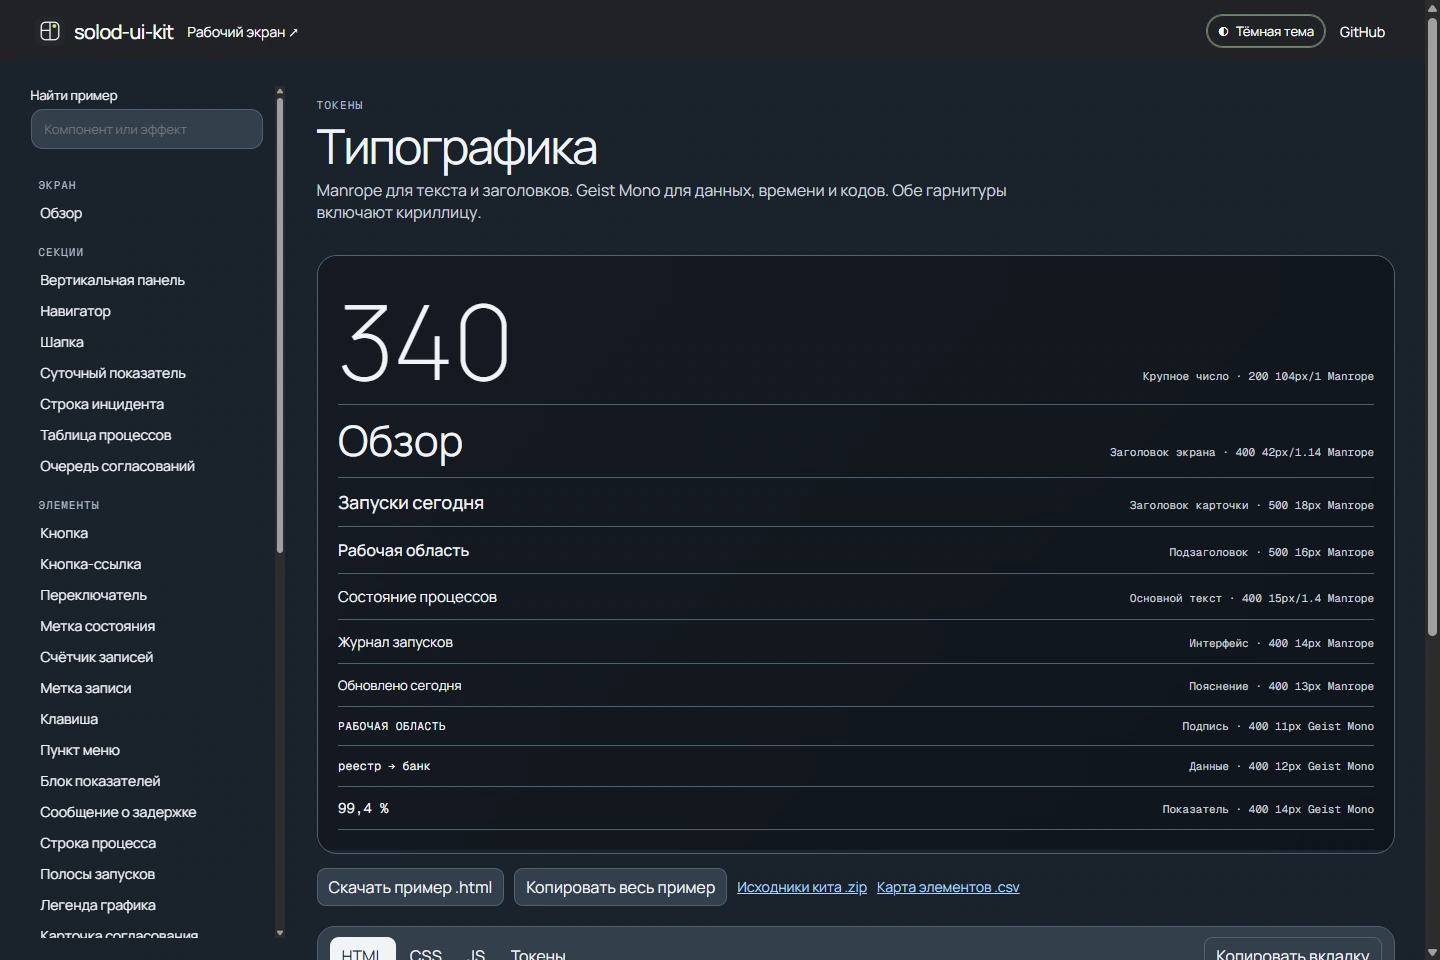 solod-ui-kit Рабочий экран ↗
Тёмная тема GitHub
Найти пример
Компонент или эффект
ЭКРАН
Обзор
СЕКЦИИ
Вертикальная панель
Навигатор
Шапка
Суточный показатель
Строка инцидента
Таблица процессов
Очередь согласований
ЭЛЕМЕНТЫ
Кнопка
Кнопка-ссылка
Переключатель
Метка состояния
Счётчик записей
Метка записи
Клавиша
Пункт меню
Блок показателей
Сообщение о задержке
Строка процесса
Полосы запусков
Легенда графика
Карточка согласования
ТОКЕНЫ
Типографика
Manrope для текста и заголовков. Geist Mono для данных, времени и кодов. Обе гарнитуры
включают кириллицу.
340
Крупное число · 200 104px/1 Manrope
Обзор
Заголовок экрана · 400 42px/1.14 Manrope
Запуски сегодня
Заголовок карточки · 500 18px Manrope
Рабочая область
Подзаголовок · 500 16px Manrope
Состояние процессов
Основной текст · 400 15px/1.4 Manrope
Журнал запусков
Интерфейс · 400 14px Manrope
Обновлено сегодня
Пояснение · 400 13px Manrope
РАБОЧАЯ ОБЛАСТЬ
Подпись · 400 11px Geist Mono
реестр → банк
Данные · 400 12px Geist Mono
99,4 %
Показатель · 400 14px Geist Mono
Скачать пример .html Копировать весь пример Исходники кита .zip Карта элементов .csv
HTML CSS JS Токены Копировать вкладку